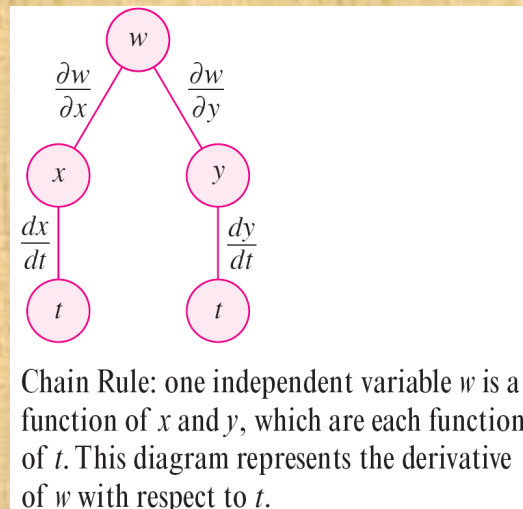 w
∂w/∂x ∂w/∂y
x y
dx/dt dy/dt
t t
Chain Rule: one independent variable w is a
function of x and y, which are each function
of t. This diagram represents the derivative
of w with respect to t.